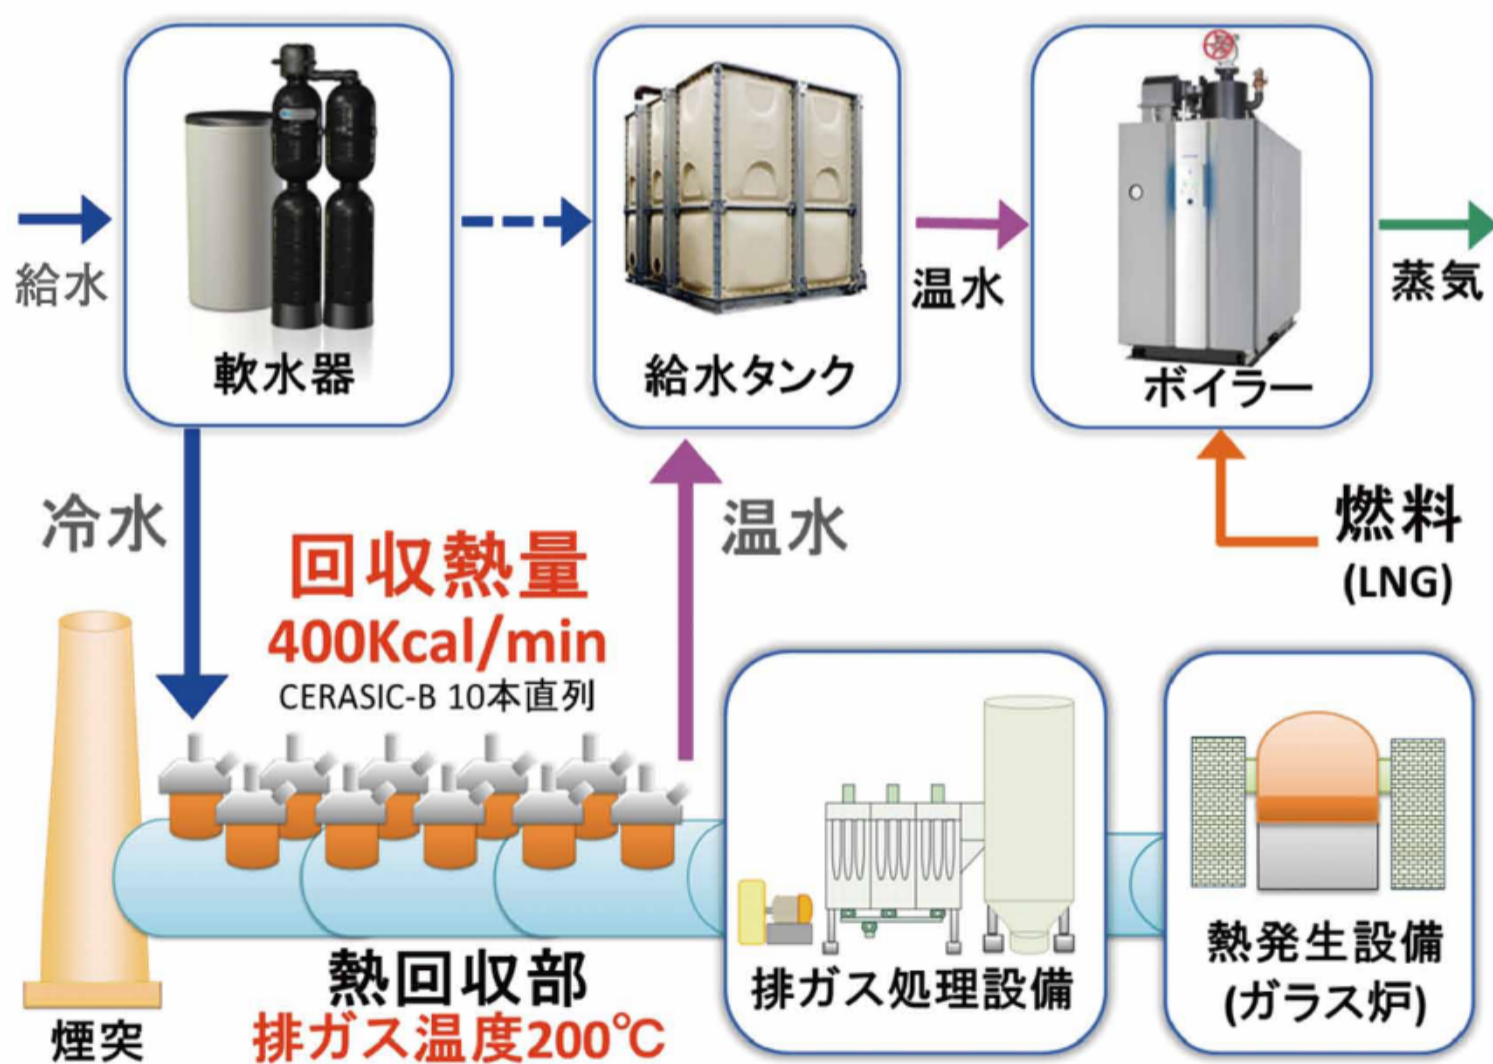 給水
軟水器
給水タンク
温水
ボイラー
蒸気
冷水
回収熱量
400Kcal/min
CERASIC-B 10本直列
温水
燃料
(LNG)
煙突
熱回収部
排ガス温度200℃
排ガス処理設備
熱発生設備
(ガラス炉)